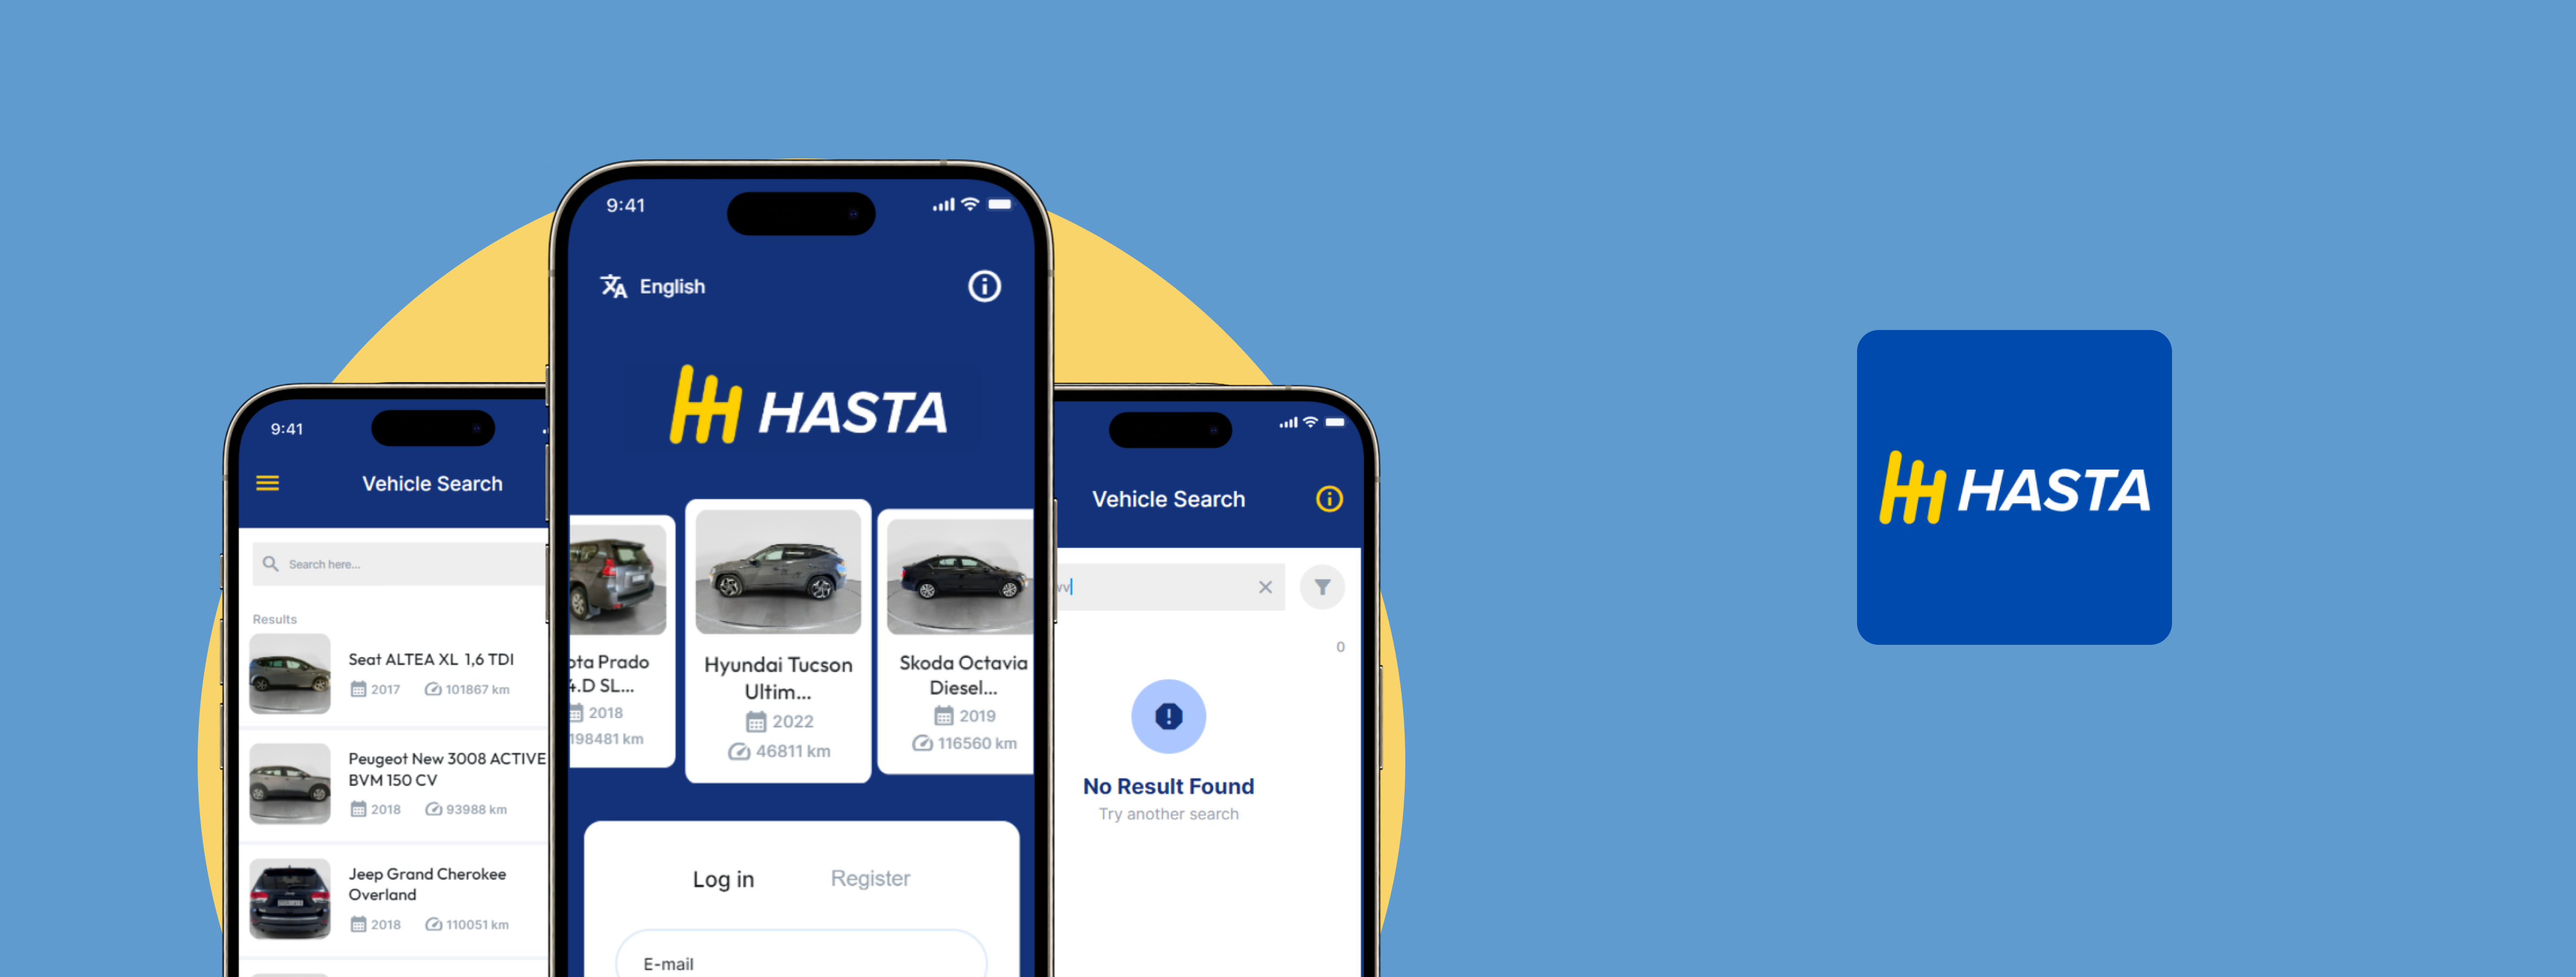 9:41
Vehicle Search
Search here...
Results
Seat ALTEA XL 1,6 TDI
2017 101867 km
Peugeot New 3008 ACTIVE
BVM 150 CV
2018 93988 km
Jeep Grand Cherokee
Overland
2018 110051 km
9:41
English
HASTA
Prado
SL...
2018
198481 km
Hyundai Tucson
Ultim...
2022
46811 km
Skoda Octavia
Diesel...
2019
116560 km
Log in Register
E-mail
Vehicle Search
0
No Result Found
Try another search
HASTA